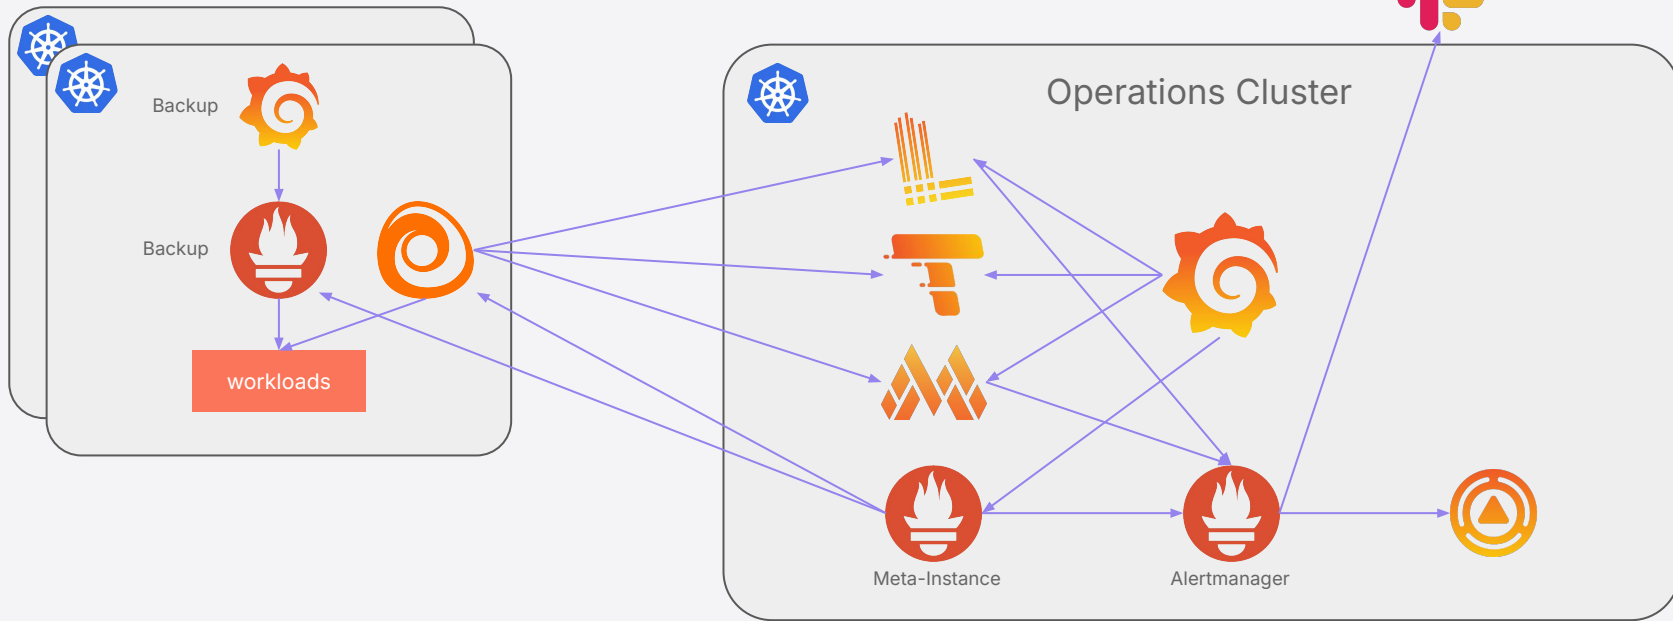 Operations Cluster
Backup
Backup
workloads
Meta-Instance
Alertmanager